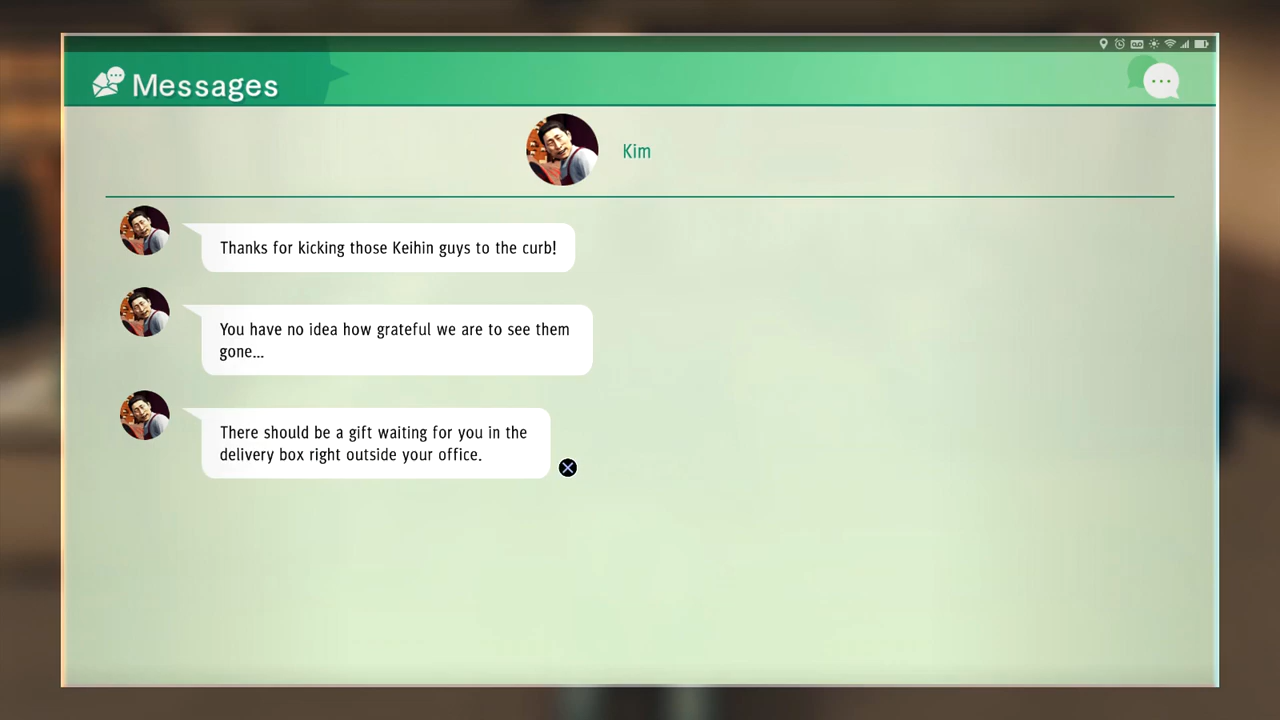 Messages
Kim
Thanks for kicking those Keihin guys to the curb!
You have no idea how grateful we are to see them
gone...
There should be a gift waiting for you in the
delivery box right outside your office.